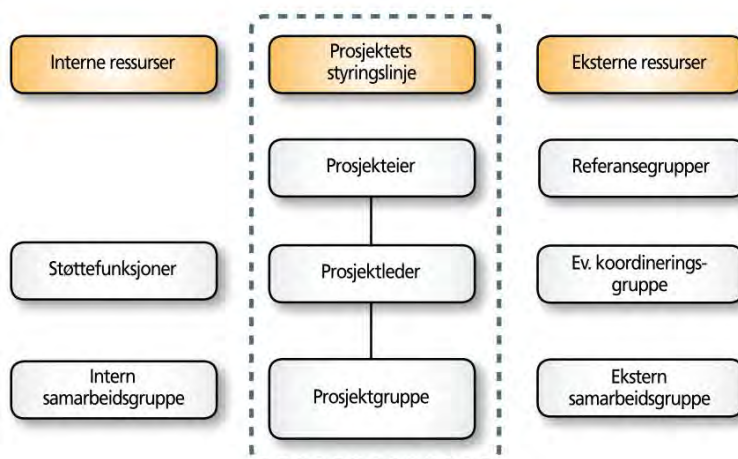 Interne ressurser
Prosjektets
styringslinje
Eksterne ressurser
Prosjekteier
Referansegrupper
Støttefunksjoner
Prosjektleder
Ev. koordinerings-
gruppe
Intern
samarbeidsgruppe
Prosjektgruppe
Ekstern
samarbeidsgruppe